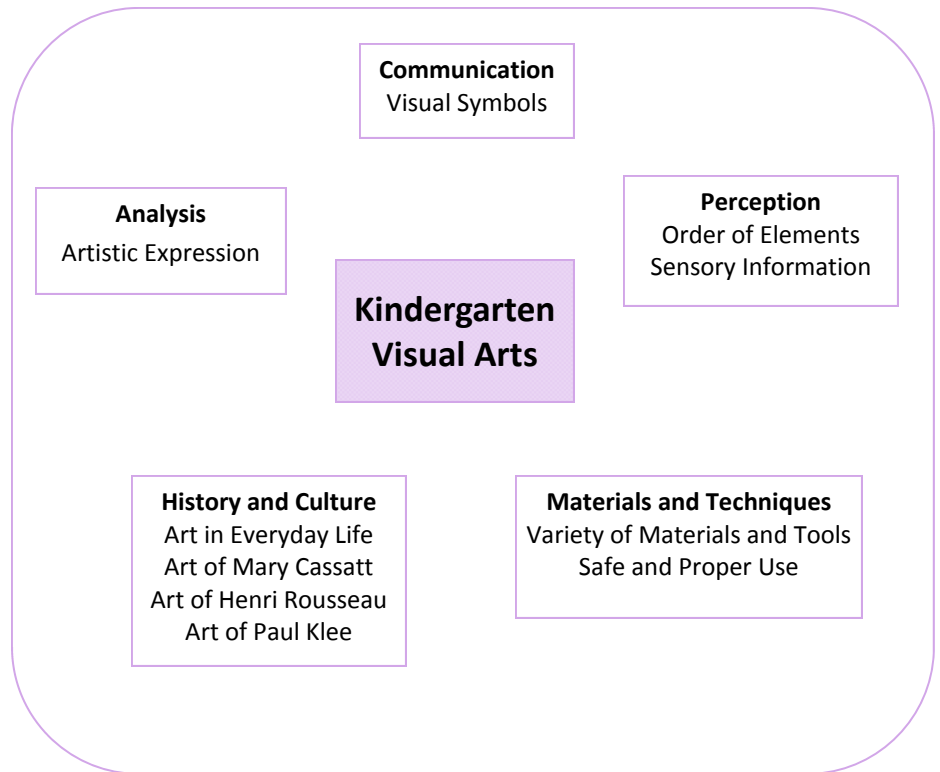 Communication
Visual Symbols
Analysis
Artistic Expression
Perception
Order of Elements
Sensory Information
Kindergarten
Visual Arts
History and Culture
Art in Everyday Life
Art of Mary Cassatt
Art of Henri Rousseau
Art of Paul Klee
Materials and Techniques
Variety of Materials and Tools
Safe and Proper Use